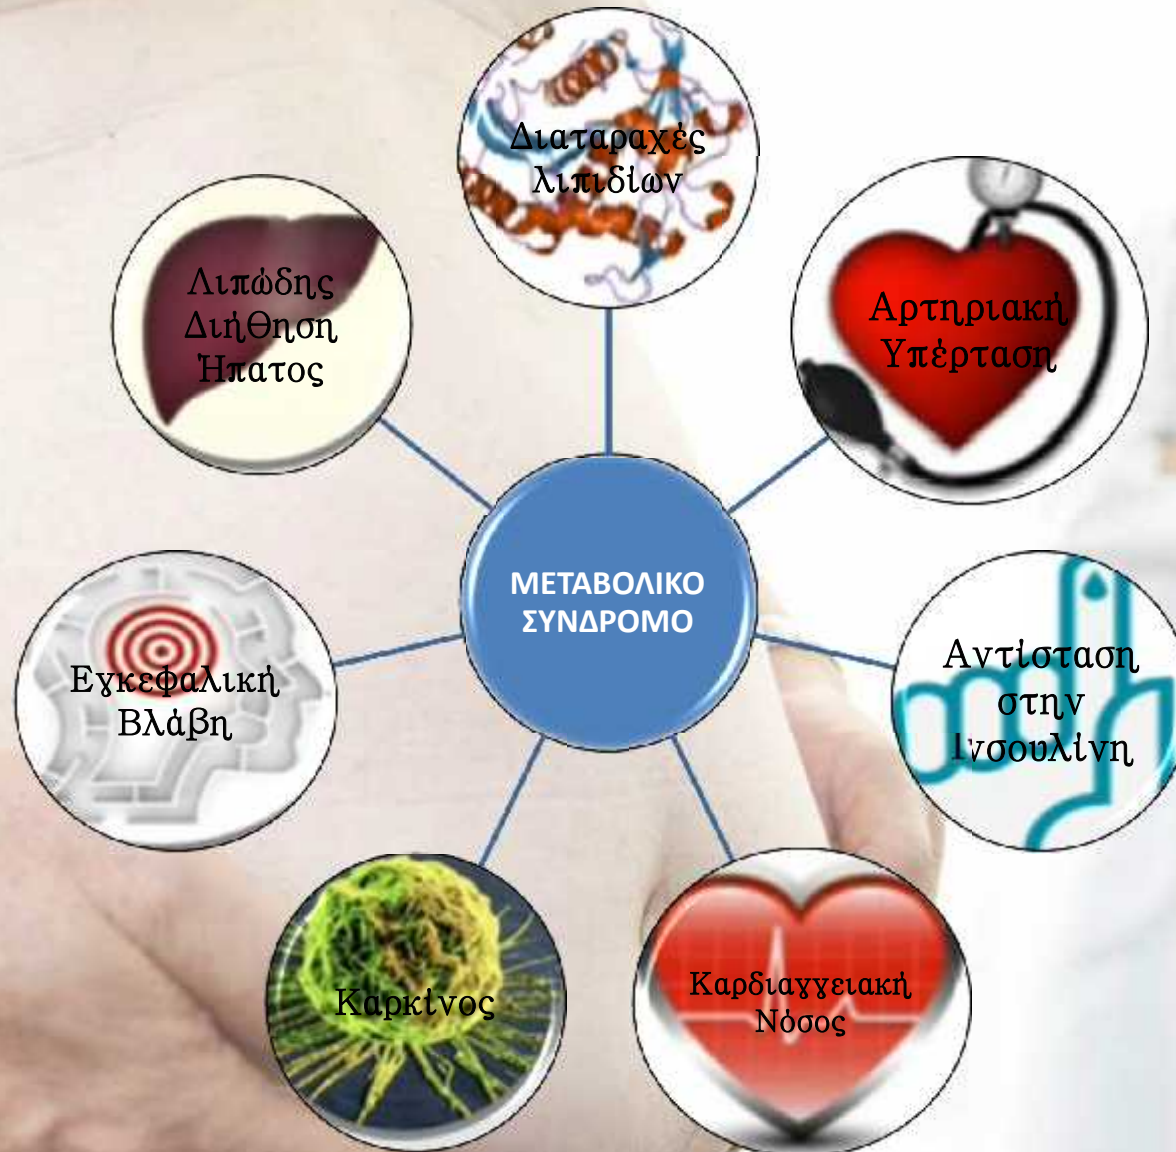 Διαταραχές
λιπιδίων
Αρτηριακή
Υπέρταση
Αντίσταση
στην
Ινσουλίνη
Καρδιαγγειακή
Νόσος
Καρκίνος
Εγκεφαλική
Βλάβη
Λιπώδης
Διήθηση
Ήπατος
ΜΕΤΑΒΟΛΙΚΟ
ΣΥΝΔΡΟΜΟ